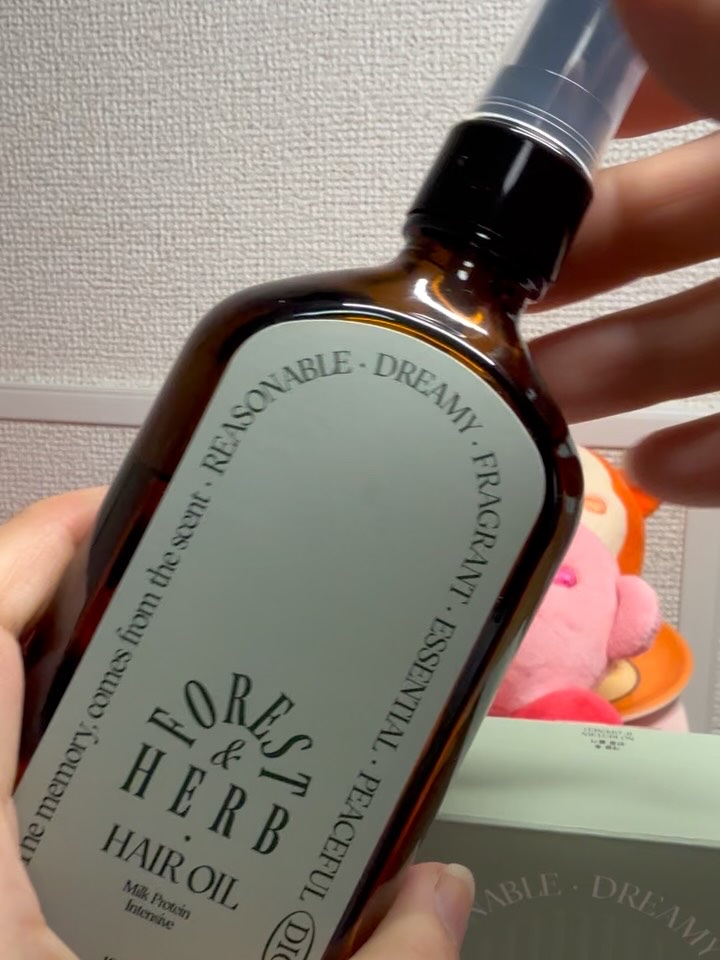 The memory, comes from the scent · REASONABLE · DREAMY · FRAGRANT · ESSENTIAL · PEACEFUL
FOREST
&
HERB
HAIR OIL
Milk Protein
Intensive
DREAMY